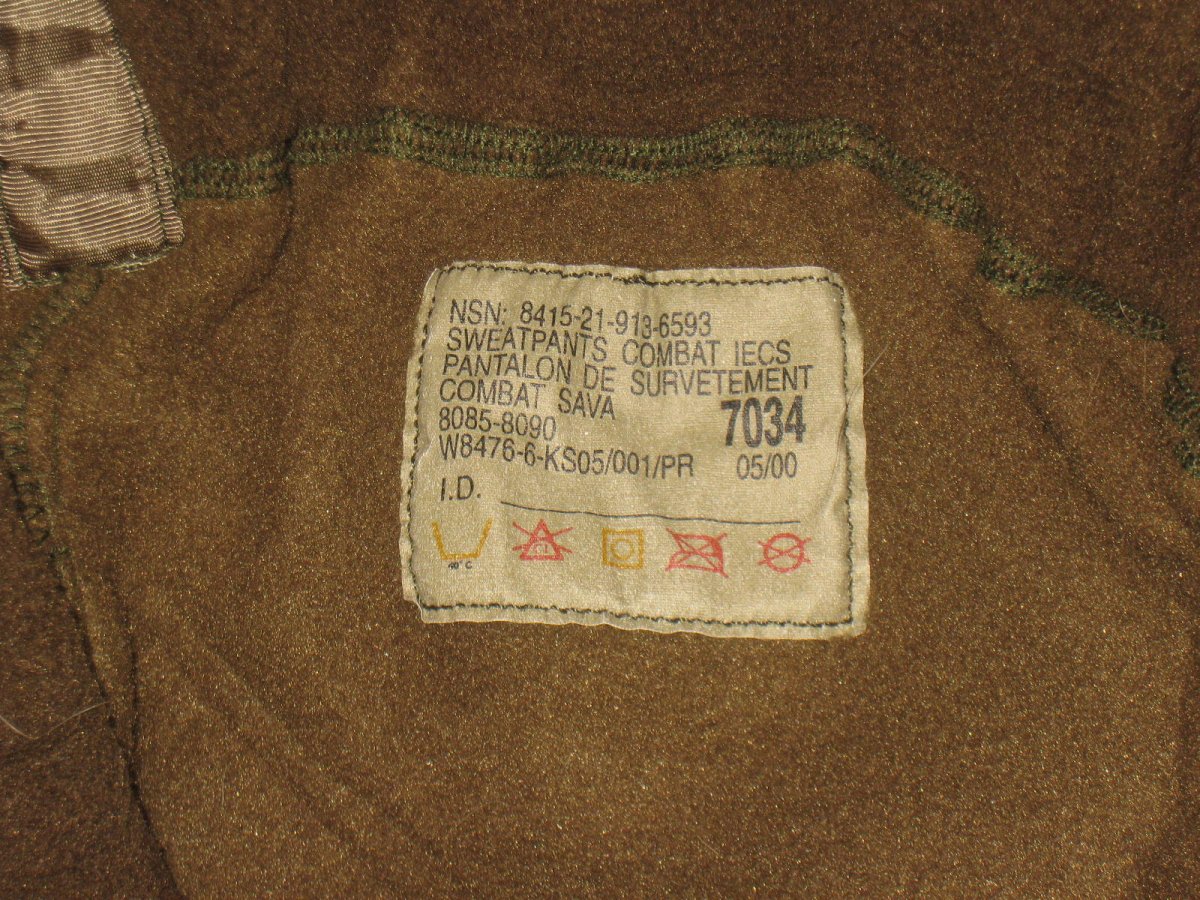 NSN: 8415-21-913-6593
SWEATPANTS COMBAT IECS
PANTALON DE SURVETEMENT
COMBAT SAVA
8085-8090 7034
W8476-6-KS05/001/PR 05/00
I.D.
40°C